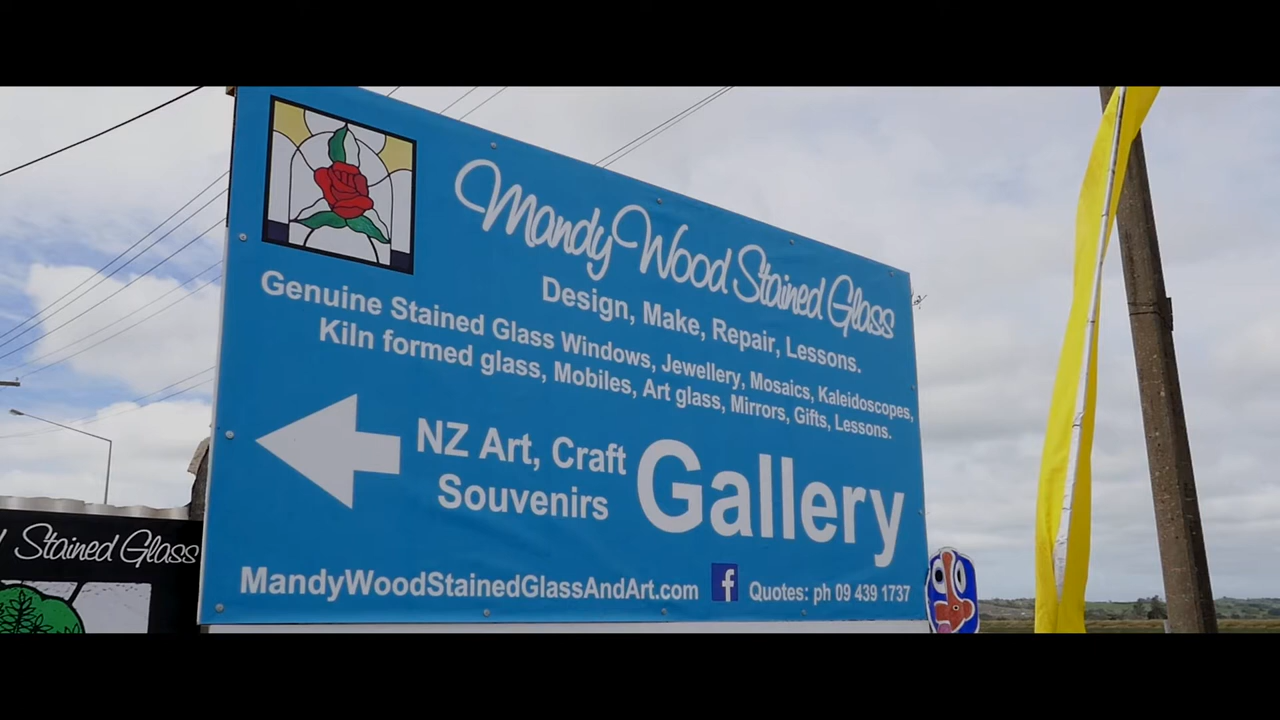 Mandy Wood Stained Glass
Design, Make, Repair, Lessons.
Genuine Stained Glass Windows, Jewellery, Mosaics, Kaleidoscopes,
Kiln formed glass, Mobiles, Art glass, Mirrors, Gifts, Lessons.
NZ Art, Craft
Souvenirs
Gallery
MandyWoodStainedGlassAndArt.com
f
Quotes: ph 09 439 1737
Stained Glass